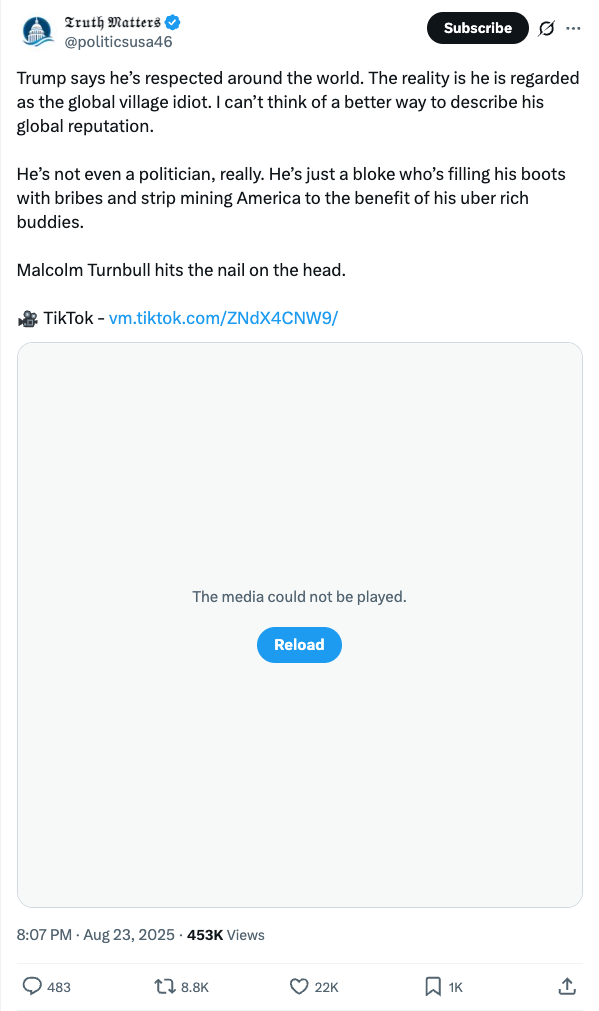 Truth Matters
Subscribe
@politicsusa46
Trump says he’s respected around the world. The reality is he is regarded
as the global village idiot. I can’t think of a better way to describe his
global reputation.
He’s not even a politician, really. He’s just a bloke who’s filling his boots
with bribes and strip mining America to the benefit of his uber rich
buddies.
Malcolm Turnbull hits the nail on the head.
🎥 TikTok - vm.tiktok.com/ZNdX4CNW9/
The media could not be played.
Reload
8:07 PM · Aug 23, 2025 · 453K Views
483 8.8K 22K 1K